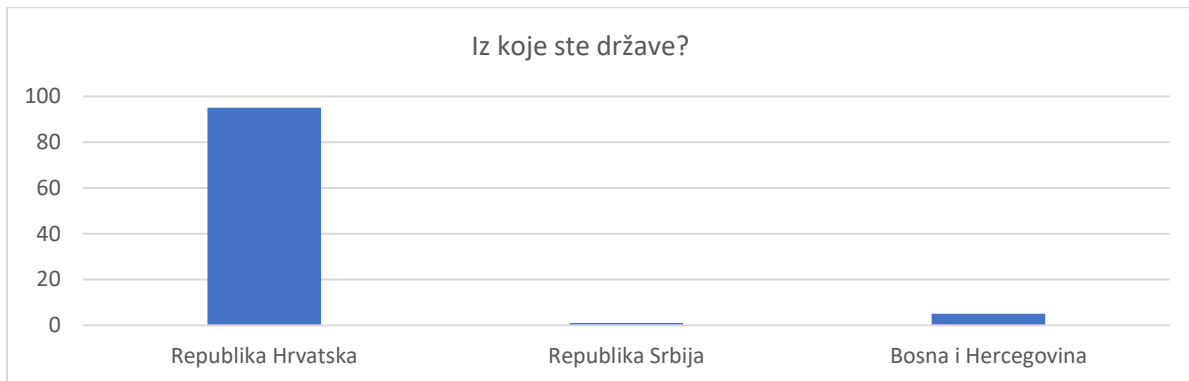 Iz koje ste države?
100
80
60
40
20
0
Republika Hrvatska
Republika Srbija
Bosna i Hercegovina